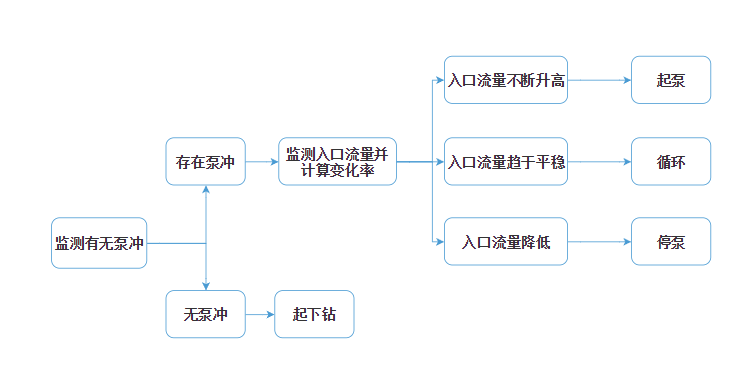 入口流量不断升高
起泵
存在泵冲
监测入口流量并
计算变化率
入口流量趋于平稳
循环
监测有无泵冲
入口流量降低
停泵
无泵冲
起下钻